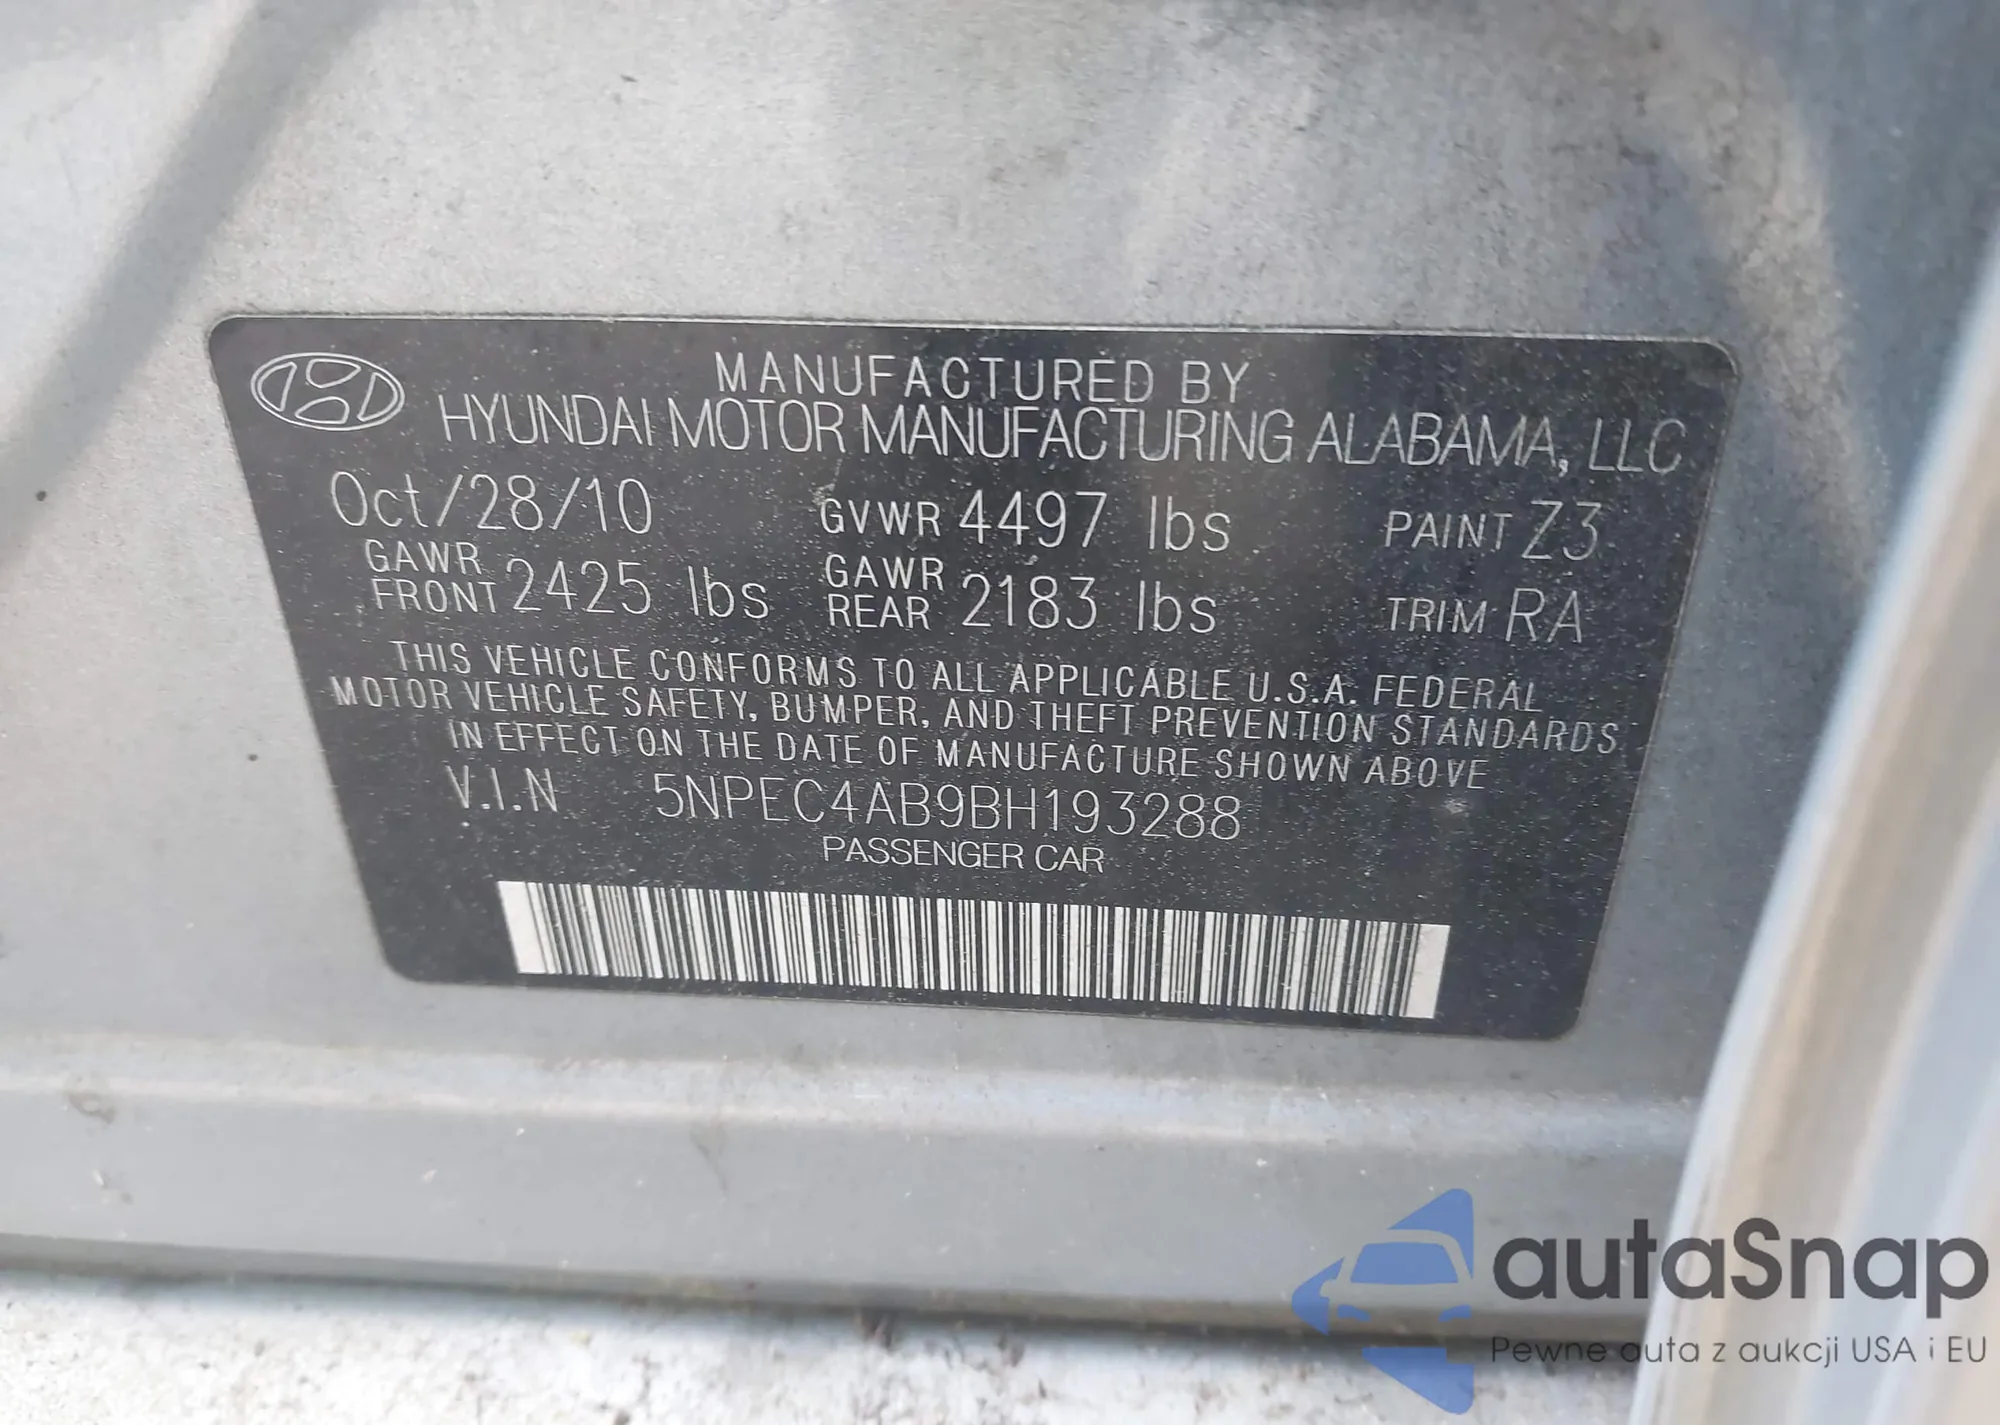 MANUFACTURED BY
HYUNDAI MOTOR MANUFACTURING ALABAMA, LLC
Oct/28/10 GVWR 4497 lbs PAINT Z3
GAWR FRONT 2425 lbs GAWR REAR 2183 lbs TRIM RA
THIS VEHICLE CONFORMS TO ALL APPLICABLE U.S.A. FEDERAL
MOTOR VEHICLE SAFETY, BUMPER, AND THEFT PREVENTION STANDARDS
IN EFFECT ON THE DATE OF MANUFACTURE SHOWN ABOVE
V.I.N 5NPEC4AB9BH193288
PASSENGER CAR
autaSnap
Pewne auta z aukcji USA i EU